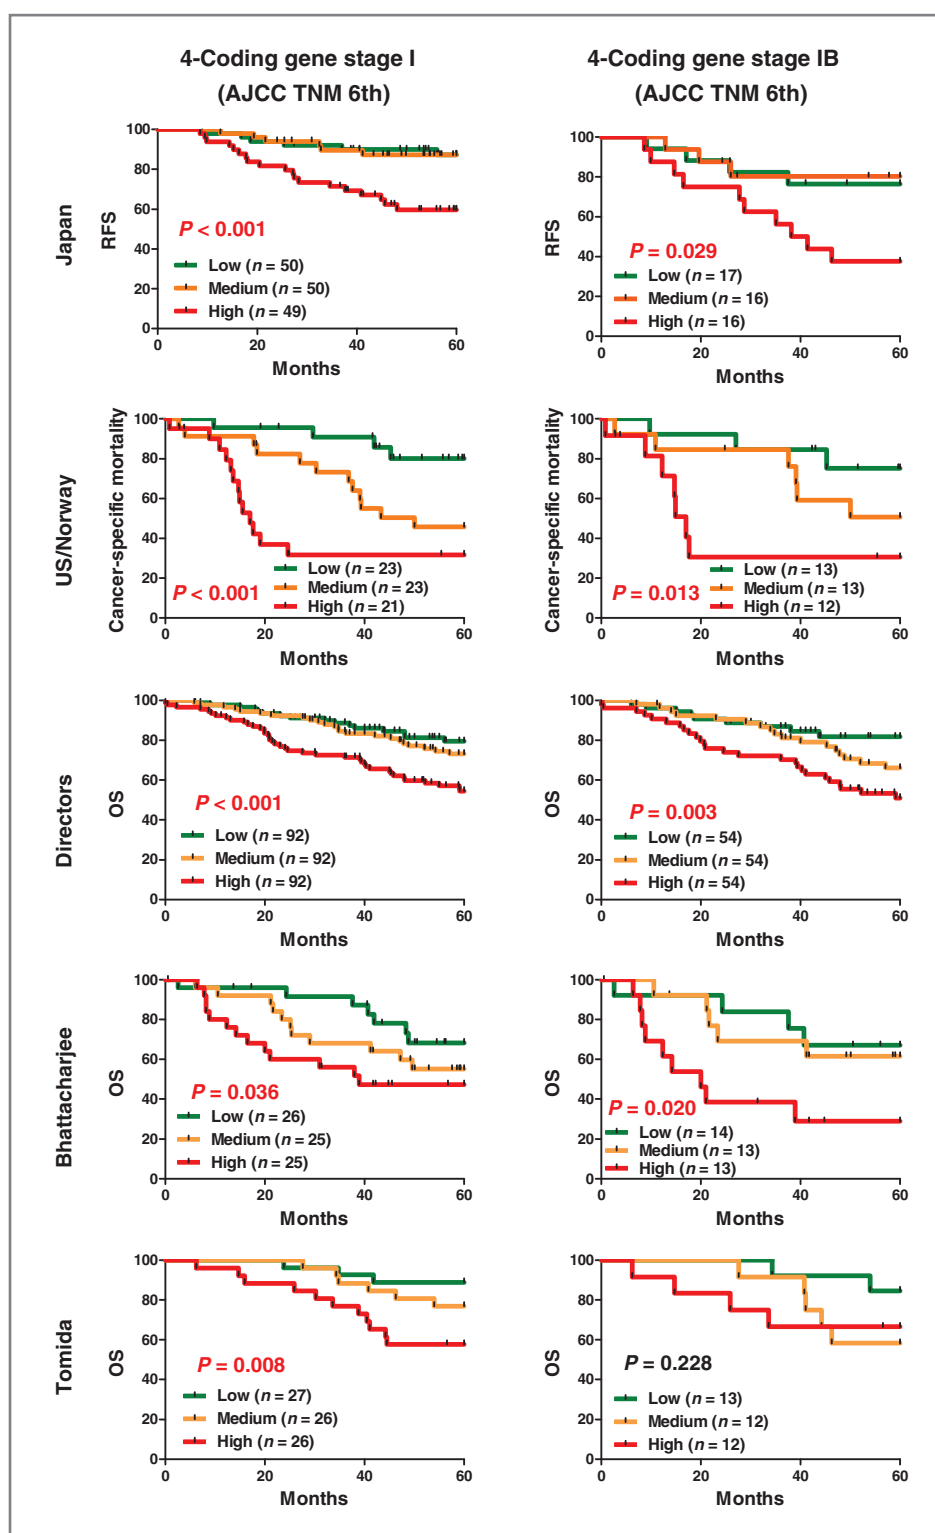 4-Coding gene stage I
(AJCC TNM 6th)
4-Coding gene stage IB
(AJCC TNM 6th)
Japan
RFS
100
80
60
40
20
0
P < 0.001
Low (n = 50)
Medium (n = 50)
High (n = 49)
0 20 40 60
Months
RFS
100
80
60
40
20
0
P = 0.029
Low (n = 17)
Medium (n = 16)
High (n = 16)
0 20 40 60
Months
US/Norway
Cancer-specific mortality
100
80
60
40
20
0
Low (n = 23)
Medium (n = 23)
High (n = 21)
P < 0.001
0 20 40 60
Months
Cancer-specific mortality
100
80
60
40
20
0
Low (n = 13)
Medium (n = 13)
High (n = 12)
P = 0.013
0 20 40 60
Months
Directors
OS
100
80
60
40
20
0
P < 0.001
Low (n = 92)
Medium (n = 92)
High (n = 92)
0 20 40 60
Months
OS
100
80
60
40
20
0
P = 0.003
Low (n = 54)
Medium (n = 54)
High (n = 54)
0 20 40 60
Months
Bhattacharjee
OS
100
80
60
40
20
0
P = 0.036
Low (n = 26)
Medium (n = 25)
High (n = 25)
0 20 40 60
Months
OS
100
80
60
40
20
0
P = 0.020
Low (n = 14)
Medium (n = 13)
High (n = 13)
0 20 40 60
Months
Tomida
OS
100
80
60
40
20
0
P = 0.008
Low (n = 27)
Medium (n = 26)
High (n = 26)
0 20 40 60
Months
OS
100
80
60
40
20
0
P = 0.228
Low (n = 13)
Medium (n = 12)
High (n = 12)
0 20 40 60
Months